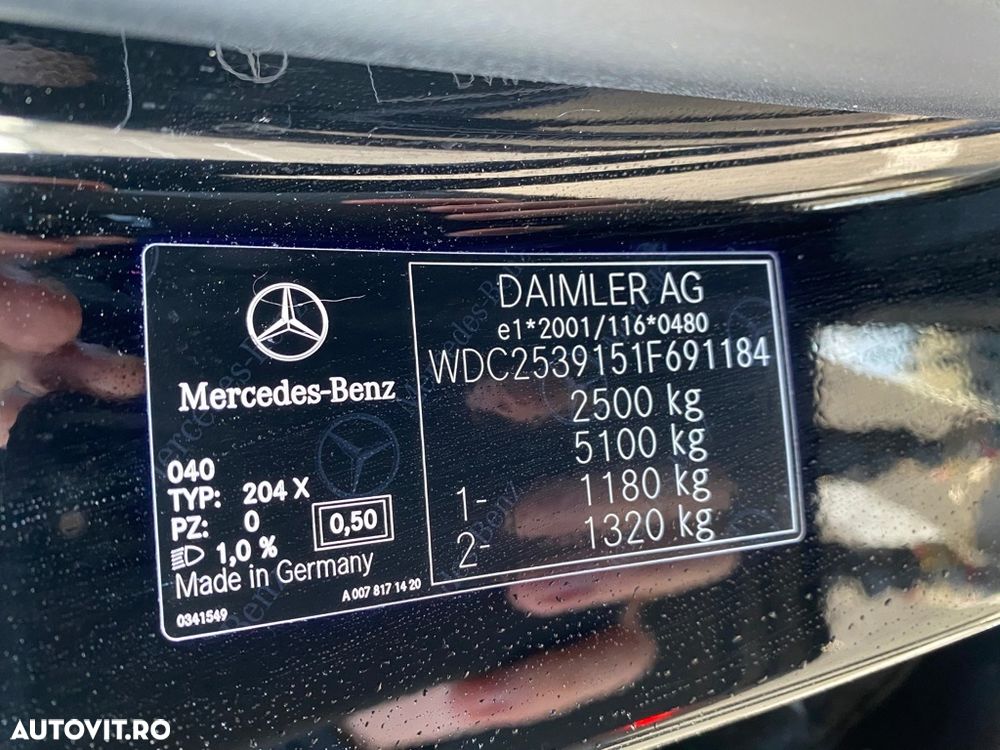 Mercedes-Benz
040
TYP: 204 X
PZ: 0
0,50
1,0 %
Made in Germany
A 007 817 14 20
0341549
DAIMLER AG
e1*2001/116*0480
WDC2539151F691184
2500 kg
5100 kg
1- 1180 kg
2- 1320 kg
AUTOVIT.RO